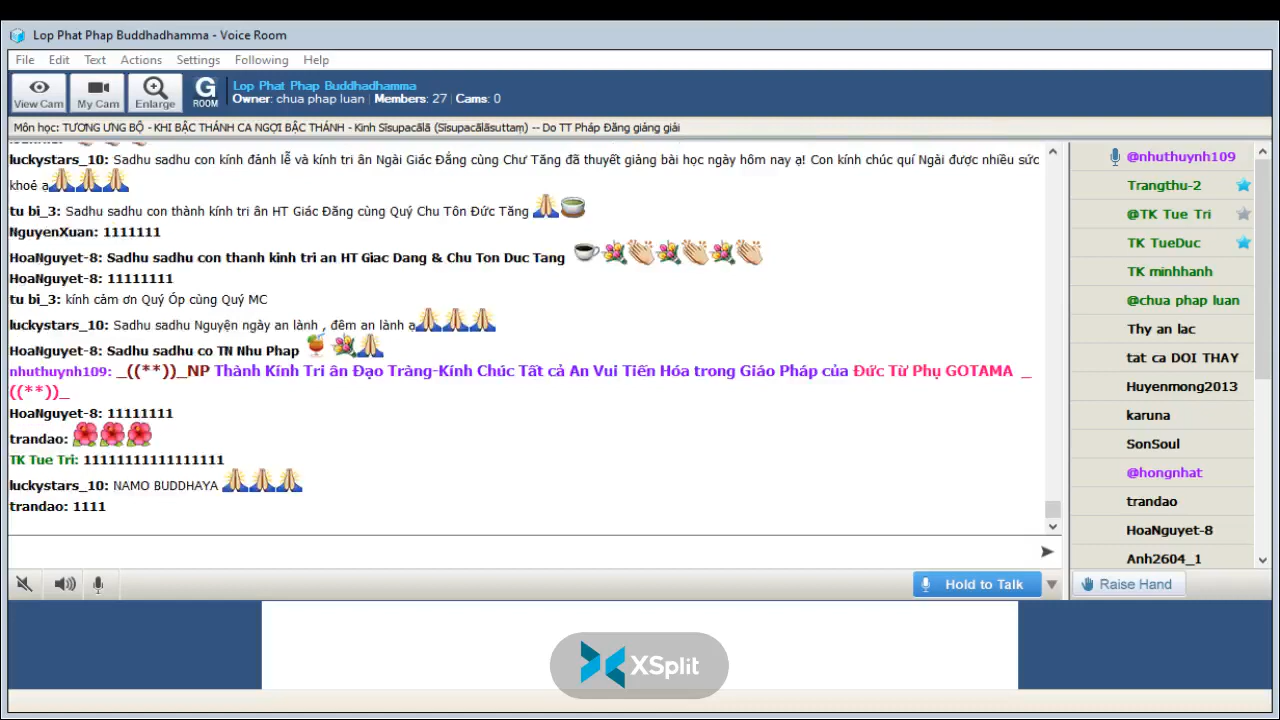 Lop Phat Phap Buddhadhamma - Voice Room
File Edit Text Actions Settings Following Help
View Cam My Cam Enlarge G ROOM
Lop Phat Phap Buddhadhamma
Owner: chua phap luan | Members: 27 | Cams: 0
Môn học: TƯƠNG ƯNG BỘ - KHI BẬC THÁNH CA NGỢI BẬC THÁNH - Kinh Sīsupacālā (Sīsupacālāsuttaṃ) -- Do TT Pháp Đăng giảng giải
luckystars_10: Sadhu sadhu con kính đảnh lễ và kính tri ân Ngài Giác Đẳng cùng Chư Tăng đã thuyết giảng bài học ngày hôm nay ạ! Con kính chúc quí Ngài được nhiều sức
khoẻ ạ
tu bi_3: Sadhu sadhu con thành kính tri ân HT Giác Đăng cùng Quý Chu Tôn Đức Tăng
NguyenXuan: 1111111
HoaNguyet-8: Sadhu sadhu con thanh kinh tri an HT Giac Dang & Chu Ton Duc Tang
HoaNguyet-8: 11111111
tu bi_3: kính cảm ơn Quý Óp cùng Quý MC
luckystars_10: Sadhu sadhu Nguyện ngày an lành , đêm an lành ạ
HoaNguyet-8: Sadhu sadhu co TN Nhu Phap
nhuthuynh109: _((**))_NP Thành Kính Tri ân Đạo Tràng-Kính Chúc Tất cả An Vui Tiến Hóa trong Giáo Pháp của Đức Từ Phụ GOTAMA _
((**))_
HoaNguyet-8: 11111111
trandao:
TK Tue Tri: 11111111111111111
luckystars_10: NAMO BUDDHAYA
trandao: 1111
Hold to Talk
@nhuthuynh109
Trangthu-2
@TK Tue Tri
TK TueDuc
TK minhhanh
@chua phap luan
Thy an lac
tat ca DOI THAY
Huyenmong2013
karuna
SonSoul
@hongnhat
trandao
HoaNguyet-8
Anh2604_1
Raise Hand
XSplit